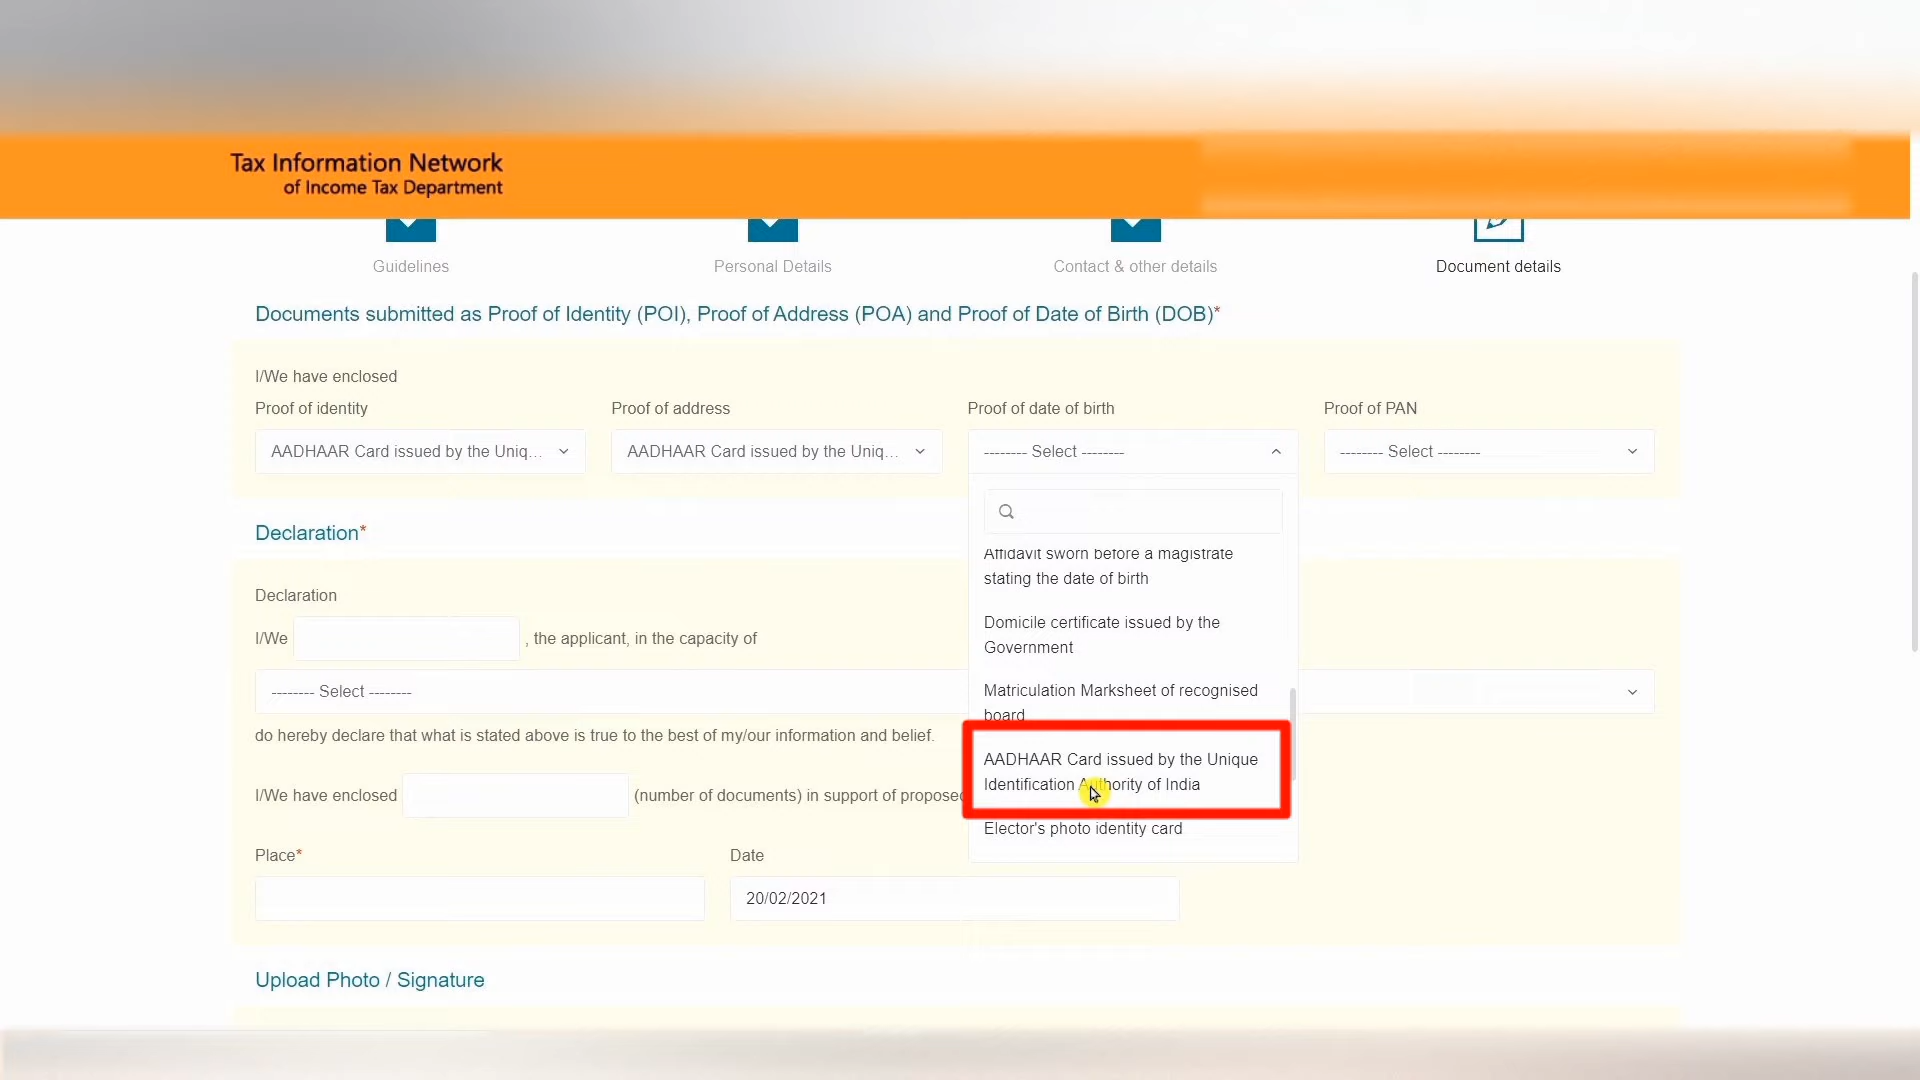 Tax Information Network
of Income Tax Department
Guidelines
Personal Details
Contact & other details
Document details
Documents submitted as Proof of Identity (POI), Proof of Address (POA) and Proof of Date of Birth (DOB)*
I/We have enclosed
Proof of identity
Proof of address
Proof of date of birth
Proof of PAN
AADHAAR Card issued by the Uniq...
AADHAAR Card issued by the Uniq...
-------- Select --------
-------- Select --------
Affidavit sworn before a magistrate
stating the date of birth
Domicile certificate issued by the
Government
Matriculation Marksheet of recognised
board
AADHAAR Card issued by the Unique
Identification Authority of India
Elector's photo identity card
Declaration*
Declaration
I/We , the applicant, in the capacity of
-------- Select --------
do hereby declare that what is stated above is true to the best of my/our information and belief.
I/We have enclosed (number of documents) in support of proposed
Place*
Date
20/02/2021
Upload Photo / Signature